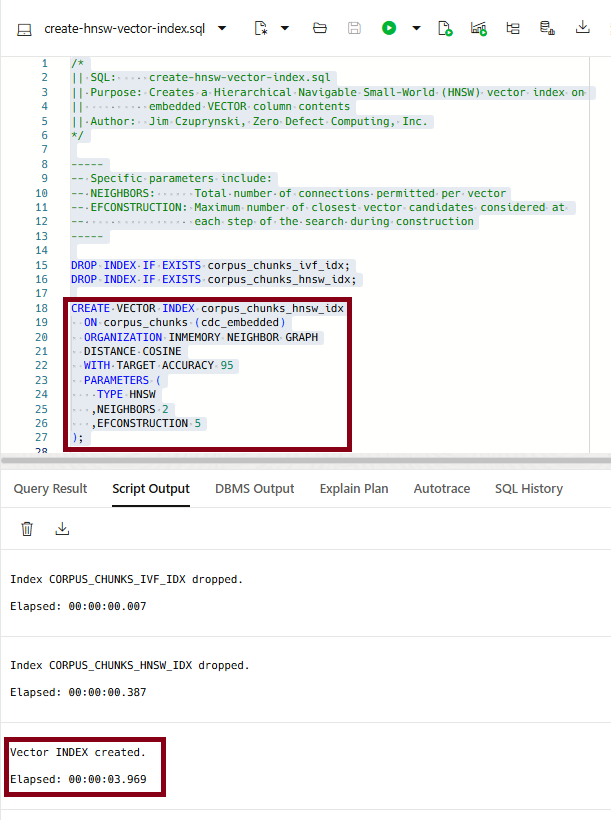 create-hnsw-vector-index.sql
1 /*
2 || SQL: create-hnsw-vector-index.sql
3 || Purpose: Creates a Hierarchical Navigable Small-World (HNSW) vector index on
4 || embedded VECTOR column contents
5 || Author: Jim Czuprynski, Zero Defect Computing, Inc.
6 */
7
8 -----
9 -- Specific parameters include:
10 -- NEIGHBORS: Total number of connections permitted per vector
11 -- EFCONSTRUCTION: Maximum number of closest vector candidates considered at
12 -- each step of the search during construction
13 -----
14
15 DROP INDEX IF EXISTS corpus_chunks_ivf_idx;
16 DROP INDEX IF EXISTS corpus_chunks_hnsw_idx;
17
18 CREATE VECTOR INDEX corpus_chunks_hnsw_idx
19 ON corpus_chunks (cdc_embedded)
20 ORGANIZATION INMEMORY NEIGHBOR GRAPH
21 DISTANCE COSINE
22 WITH TARGET ACCURACY 95
23 PARAMETERS (
24 TYPE HNSW
25 ,NEIGHBORS 2
26 ,EFCONSTRUCTION 5
27 );
28
Query Result Script Output DBMS Output Explain Plan Autotrace SQL History
Index CORPUS_CHUNKS_IVF_IDX dropped.
Elapsed: 00:00:00.007
Index CORPUS_CHUNKS_HNSW_IDX dropped.
Elapsed: 00:00:00.387
Vector INDEX created.
Elapsed: 00:00:03.969